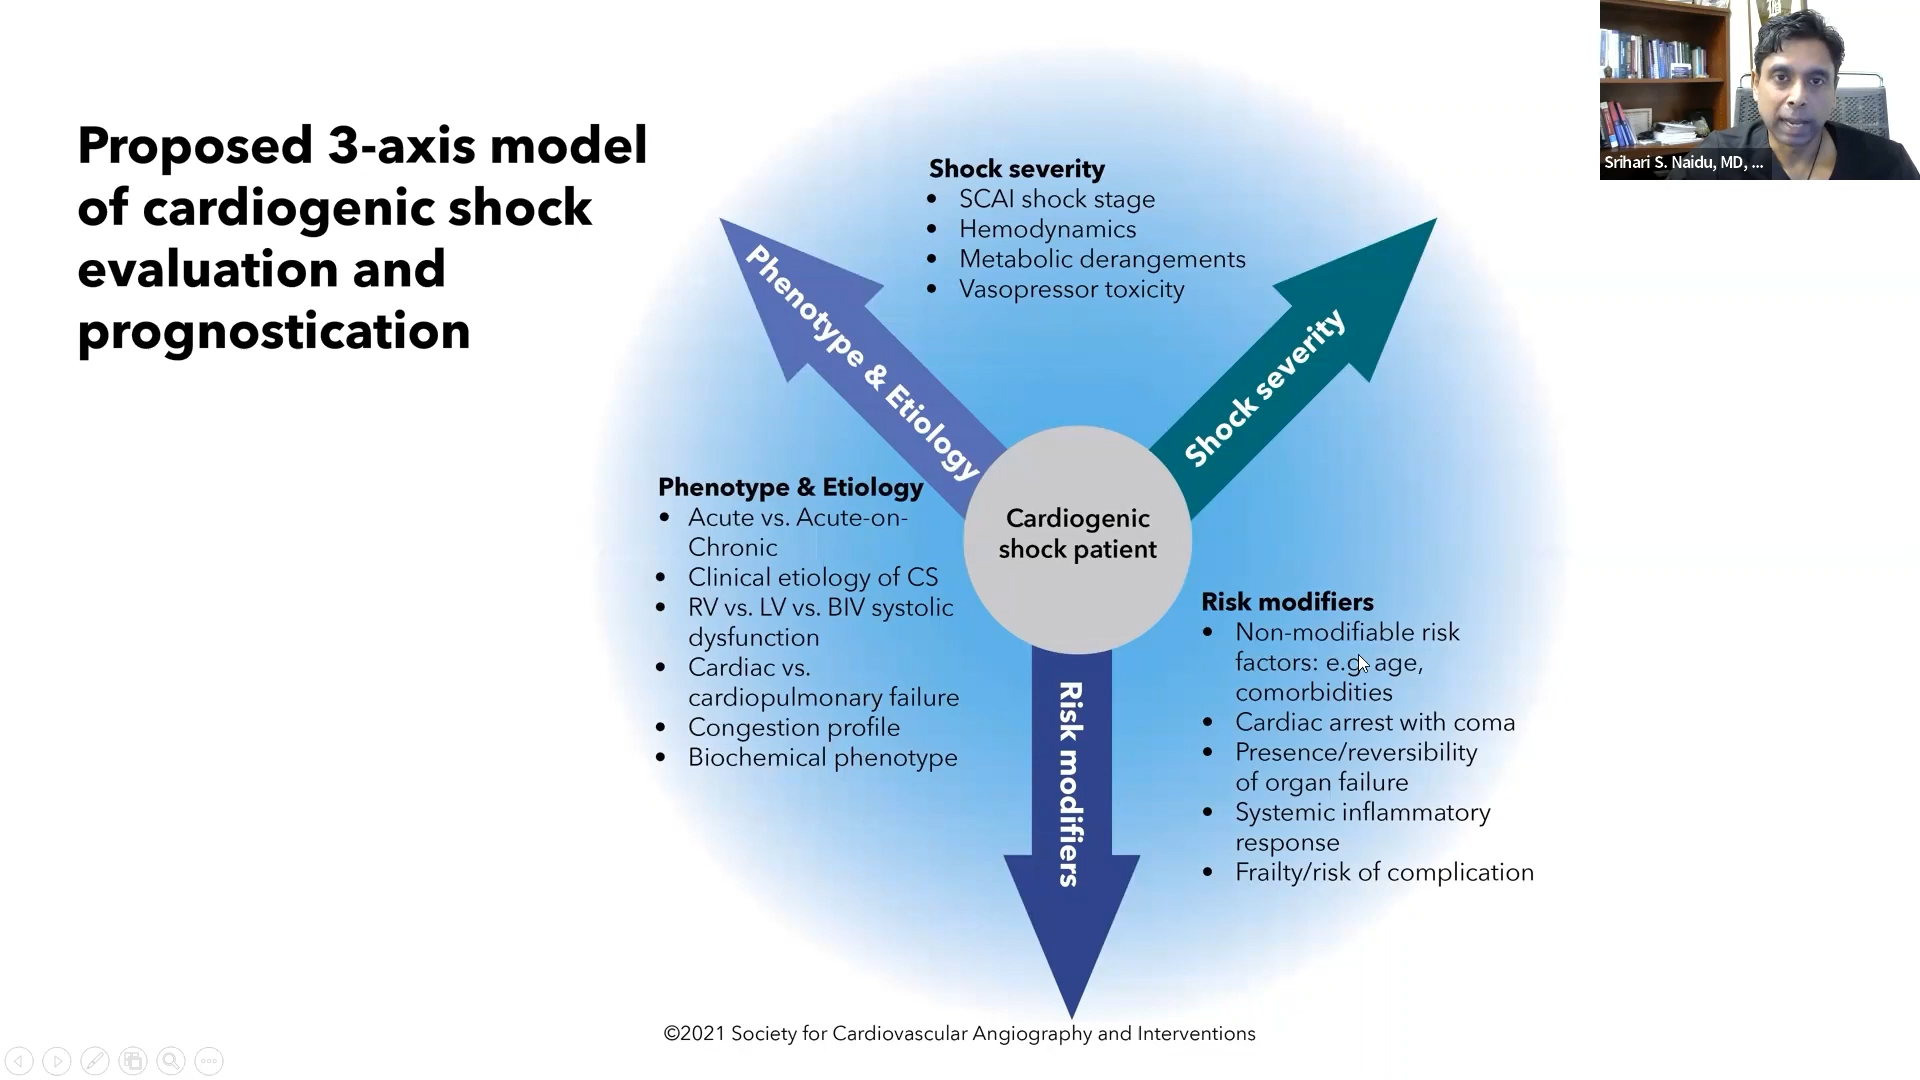 Proposed 3-axis model
of cardiogenic shock
evaluation and
prognostication
Srihari S. Naidu, MD, ...
Shock severity
• SCAI shock stage
• Hemodynamics
• Metabolic derangements
• Vasopressor toxicity
Phenotype & Etiology
Shock severity
Cardiogenic
shock patient
Phenotype & Etiology
• Acute vs. Acute-on-
Chronic
• Clinical etiology of CS
• RV vs. LV vs. BIV systolic
dysfunction
• Cardiac vs.
cardiopulmonary failure
• Congestion profile
• Biochemical phenotype
Risk modifiers
Risk modifiers
• Non-modifiable risk
factors: e.g. age,
comorbidities
• Cardiac arrest with coma
• Presence/reversibility
of organ failure
• Systemic inflammatory
response
• Frailty/risk of complication
©2021 Society for Cardiovascular Angiography and Interventions